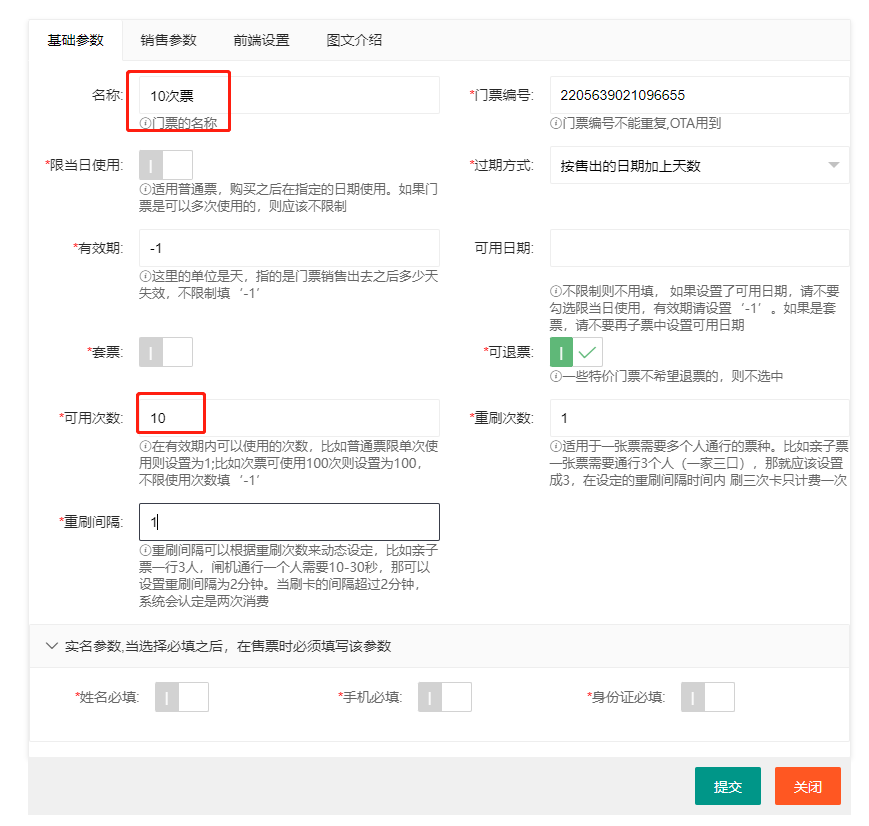 基础参数 销售参数 前端设置 图文介绍
名称: 10次票 *门票编号: 2205639021096655
门票的名称 门票编号不能重复,OTA用到
*限当日使用: *过期方式: 按售出的日期加上天数
适用普通票，购买之后在指定的日期使用。如果门
票是可以多次使用的，则应该不限制
*有效期: -1 可用日期:
这里的单位是天，指的是门票销售出去之后多少天
失效，不限制填‘-1’
不限制则不用填， 如果设置了可用日期，请不要
勾选限当日使用，有效期请设置‘-1’。如果是套
票，请不要再子票中设置可用日期
*套票: *可退票:
一些特价门票不希望退票的，则不选中
*可用次数: 10 *重刷次数: 1
在有效期内可以使用的次数，比如普通票限单次使
用则设置为1;比如次票可使用100次则设置为100，
不限使用次数填‘-1’
适用于一张票需要多个人通行的票种。比如亲子票
一张票需要通行3个人（一家三口），那就应该设置
成3，在设定的重刷间隔时间内 刷三次卡只计费一次
*重刷间隔: 1
重刷间隔可以根据重刷次数来动态设定，比如亲子
票一行3人，闸机通行一个人需要10-30秒，那可以
设置重刷间隔为2分钟。当刷卡的间隔超过2分钟，
系统会认定是两次消费
实名参数,当选择必填之后，在售票时必须填写该参数
*姓名必填: *手机必填: *身份证必填:
提交 关闭